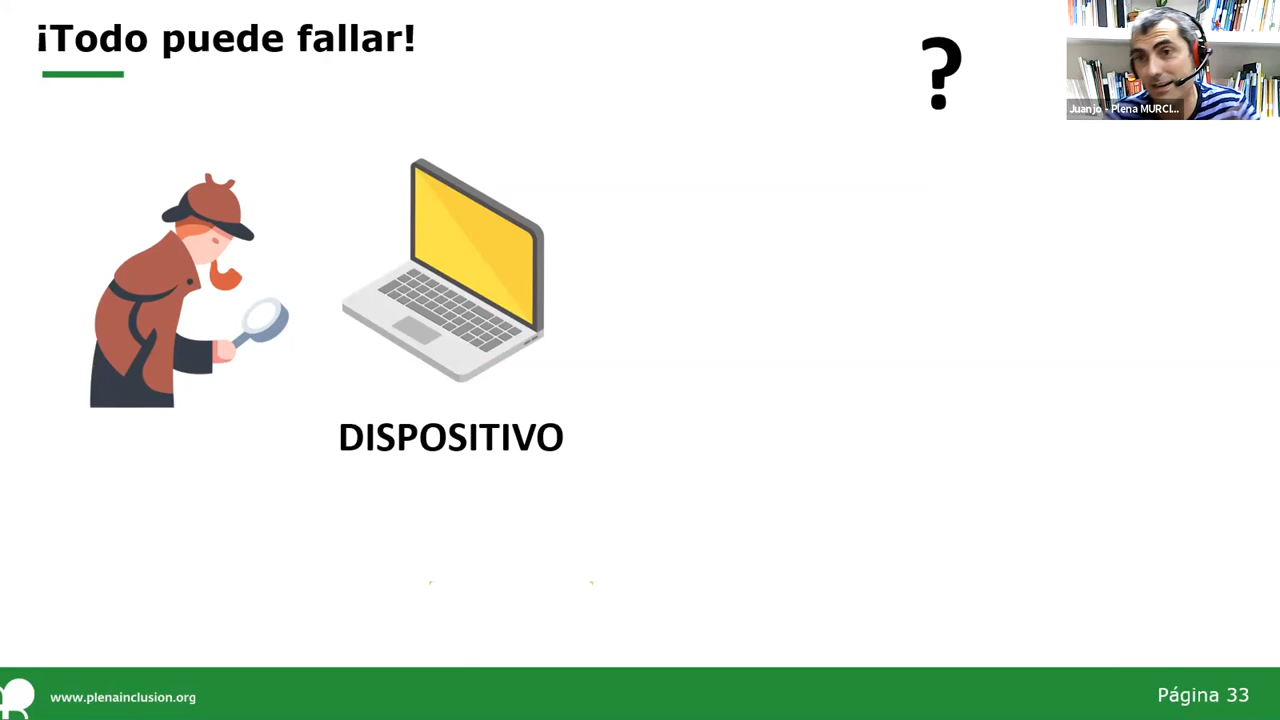 ¡Todo puede fallar!
?
Juanjo - Plena MURCI...
DISPOSITIVO
www.plenainclusion.org
Página 33